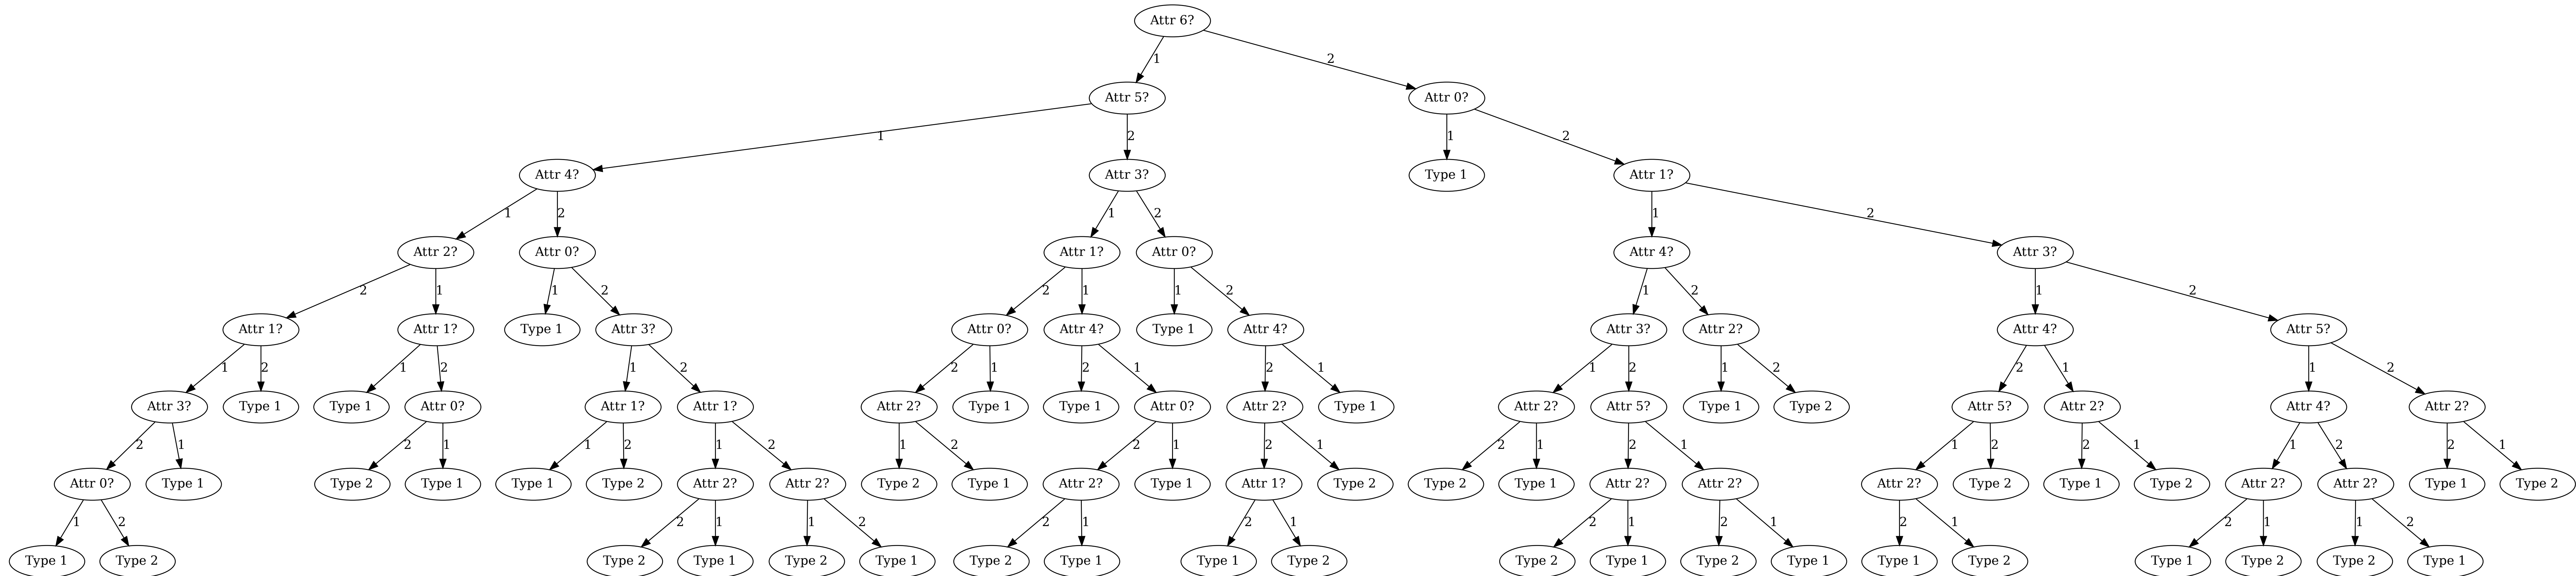 Attr 6?
1 2
Attr 5? Attr 0?
1 2 1 2
Attr 4? Attr 3? Type 1 Attr 1?
1 2 1 2 1 2
Attr 2? Attr 0? Attr 1? Attr 0? Attr 4? Attr 3?
2 1 1 2 2 1 1 2 1 2 1 2
Attr 1? Attr 1? Type 1 Attr 3? Attr 0? Attr 4? Type 1 Attr 4? Attr 3? Attr 2? Attr 4? Attr 5?
1 2 1 2 1 2 2 1 2 1 2 1 1 2 1 2 2 1 1 2
Attr 3? Type 1 Type 1 Attr 0? Attr 1? Attr 1? Attr 2? Type 1 Type 1 Attr 0? Attr 2? Type 1 Attr 2? Attr 5? Type 1 Type 2 Attr 5? Attr 2? Attr 4? Attr 2?
2 1 2 1 1 2 1 2 1 2 2 1 2 1 2 1 2 1 1 2 2 1 1 2 2 1
Attr 0? Type 1 Type 2 Type 1 Type 1 Type 2 Attr 2? Attr 2? Type 2 Type 1 Attr 2? Type 1 Attr 1? Type 2 Type 2 Type 1 Attr 2? Attr 2? Attr 2? Type 2 Type 1 Type 2 Attr 2? Attr 2? Type 1 Type 2
1 2 2 1 1 2 2 1 2 1 2 1 2 1 2 1 2 1 1 2
Type 1 Type 2 Type 2 Type 1 Type 2 Type 1 Type 2 Type 1 Type 1 Type 2 Type 2 Type 1 Type 2 Type 1 Type 1 Type 2 Type 1 Type 2 Type 2 Type 1